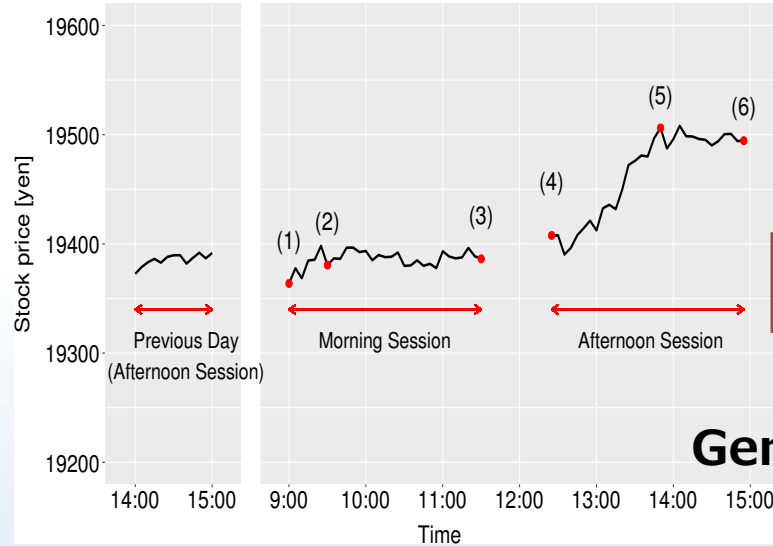 19600
19500
19400
19300
19200
Stock price [yen]
(1)
(2)
(3)
(4)
(5)
(6)
Previous Day
(Afternoon Session)
Morning Session
Afternoon Session
14:00 15:00 9:00 10:00 11:00 12:00 13:00 14:00 15:00
Time